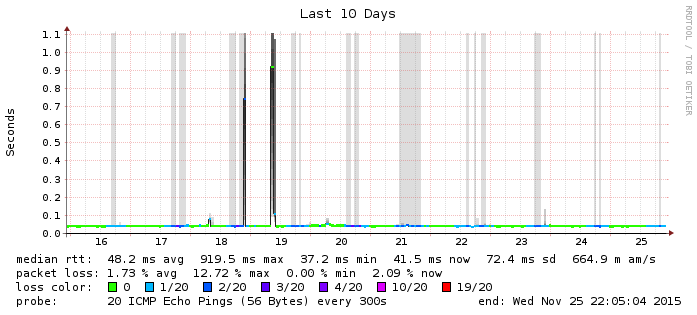 Last 10 Days
RRDTOOL / TOBI OETIKER
Seconds
1.1
1.0
0.9
0.8
0.7
0.6
0.5
0.4
0.3
0.2
0.1
0.0
16 17 18 19 20 21 22 23 24 25
median rtt: 48.2 ms avg 919.5 ms max 37.2 ms min 41.5 ms now 72.4 ms sd 664.9 m am/s
packet loss: 1.73 % avg 12.72 % max 0.00 % min 2.09 % now
loss color: 0 1/20 2/20 3/20 4/20 10/20 19/20
probe: 20 ICMP Echo Pings (56 Bytes) every 300s end: Wed Nov 25 22:05:04 2015